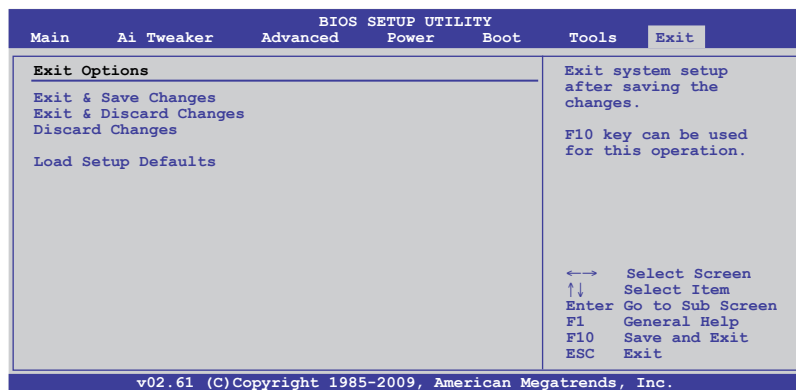 BIOS SETUP UTILITY
Main Ai Tweaker Advanced Power Boot Tools Exit
Exit Options
Exit & Save Changes
Exit & Discard Changes
Discard Changes
Load Setup Defaults
Exit system setup
after saving the
changes.
F10 key can be used
for this operation.
←→ Select Screen
↑↓ Select Item
Enter Go to Sub Screen
F1 General Help
F10 Save and Exit
ESC Exit
v02.61 (C)Copyright 1985-2009, American Megatrends, Inc.